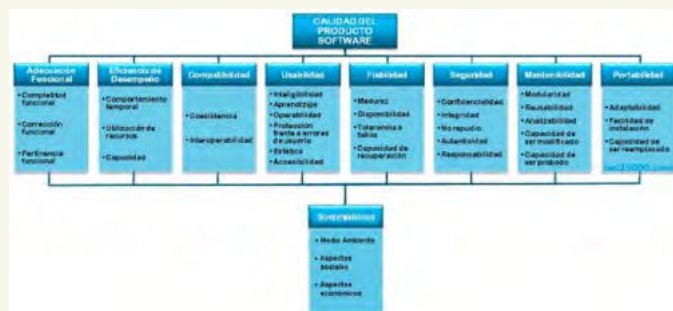 CALIDAD DEL
PRODUCTO
SOFTWARE
Adecuación
Funcional
• Completitud
funcional
• Corrección
funcional
• Pertinencia
funcional
Eficiencia de
Desempeño
• Comportamiento
temporal
• Utilización de
recursos
• Capacidad
Compatibilidad
• Coexistencia
• Interoperabilidad
Usabilidad
• Inteligibilidad
• Aprendizaje
• Operabilidad
• Protección
frente a errores
de usuario
• Estética
• Accesibilidad
Fiabilidad
• Madurez
• Disponibilidad
• Tolerancia a
fallos
• Capacidad de
recuperación
Seguridad
• Confidencialidad
• Integridad
• No repudio
• Autenticidad
• Responsabilidad
Mantenibilidad
• Modularidad
• Reusabilidad
• Analizabilidad
• Capacidad de
ser modificado
• Capacidad de
ser probado
Portabilidad
• Adaptabilidad
• Facilidad de
instalación
• Capacidad de
ser reemplazado
Sostenibilidad
• Medio Ambiente
• Aspectos
sociales
• Aspectos
económicos